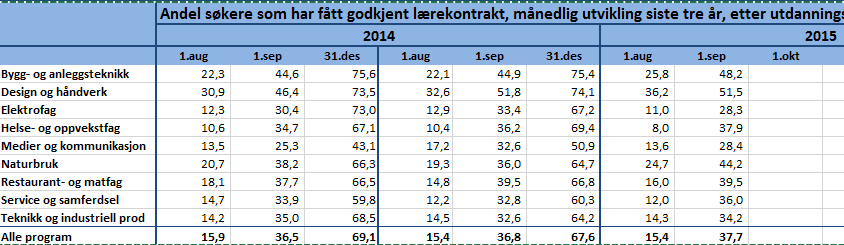 Andel søkere som har fått godkjent lærekontrakt, månedlig utvikling siste tre år, etter utdannings
2014 2015
1.aug 1.sep 31.des 1.aug 1.sep 31.des 1.aug 1.sep 1.okt
Bygg- og anleggsteknikk 22,3 44,6 75,6 22,1 44,9 75,4 25,8 48,2
Design og håndverk 30,9 46,4 73,5 32,6 51,8 74,1 36,2 51,5
Elektrofag 12,3 30,4 73,0 12,9 33,4 67,2 11,0 28,3
Helse- og oppvekstfag 10,6 34,7 67,1 10,4 36,2 69,4 8,0 37,9
Medier og kommunikasjon 13,5 25,3 43,1 17,2 32,6 50,9 13,6 28,4
Naturbruk 20,7 38,2 66,3 19,3 36,0 64,7 24,7 44,2
Restaurant- og matfag 18,1 37,7 66,5 14,8 39,5 66,8 16,0 39,5
Service og samferdsel 14,7 33,9 59,8 12,2 32,8 60,3 12,0 36,0
Teknikk og industriell prod 14,2 35,0 68,5 14,5 32,6 64,2 14,3 34,2
Alle program 15,9 36,5 69,1 15,4 36,8 67,6 15,4 37,7